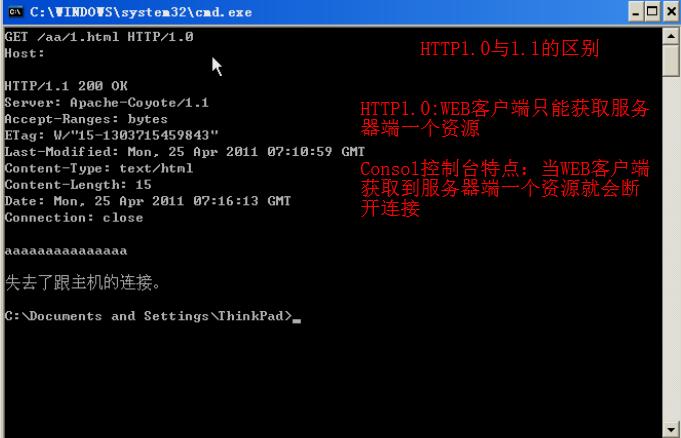 C:\WINDOWS\system32\cmd.exe
GET /aa/1.html HTTP/1.0
HTTP1.0与1.1的区别
Host:
HTTP/1.1 200 OK
Server: Apache-Coyote/1.1
HTTP1.0:WEB客户端只能获取服务
Accept-Ranges: bytes
器端一个资源
ETag: W/"15-1303715459843"
Last-Modified: Mon, 25 Apr 2011 07:10:59 GMT
Content-Type: text/html
Consol控制台特点：当WEB客户端
Content-Length: 15
获取到服务器端一个资源就会断
Date: Mon, 25 Apr 2011 07:16:13 GMT
开连接
Connection: close
aaaaaaaaaaaaaaa
失去了跟主机的连接。
C:\Documents and Settings\ThinkPad>_